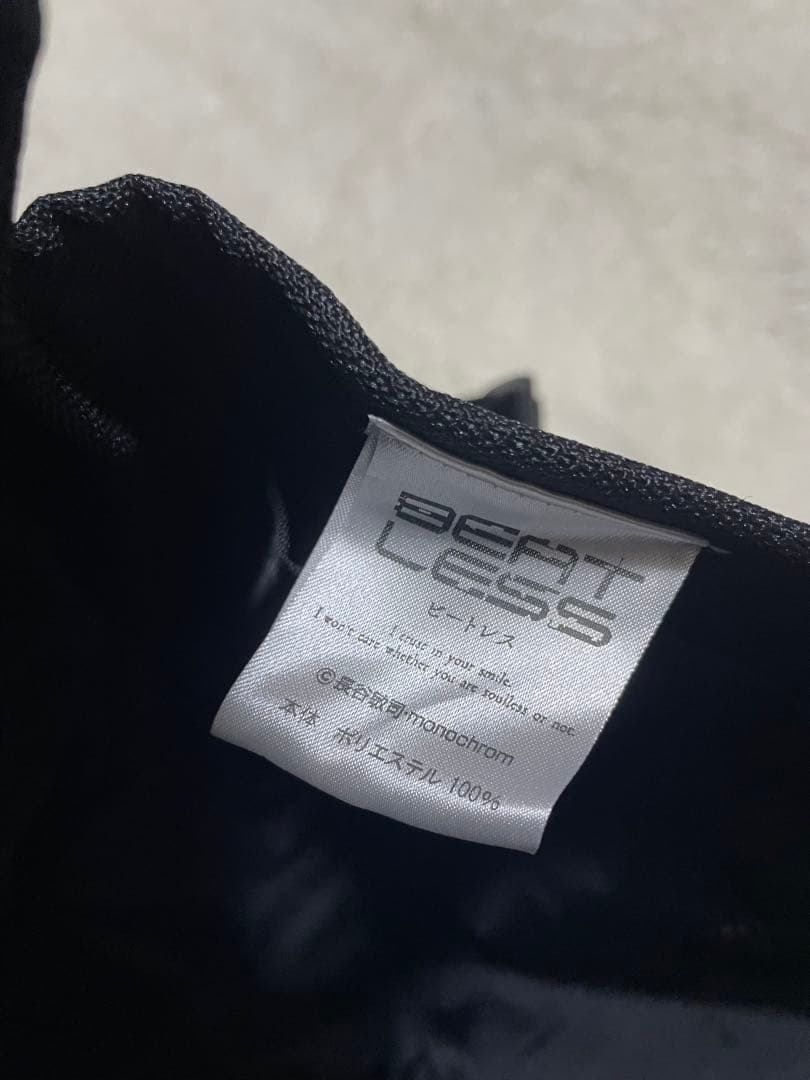 BEAT
LESS
ビートレス
I trust in your smile.
I won't care whether you are soulless or not.
©長谷敏司・monochrom
本体 ポリエステル 100%